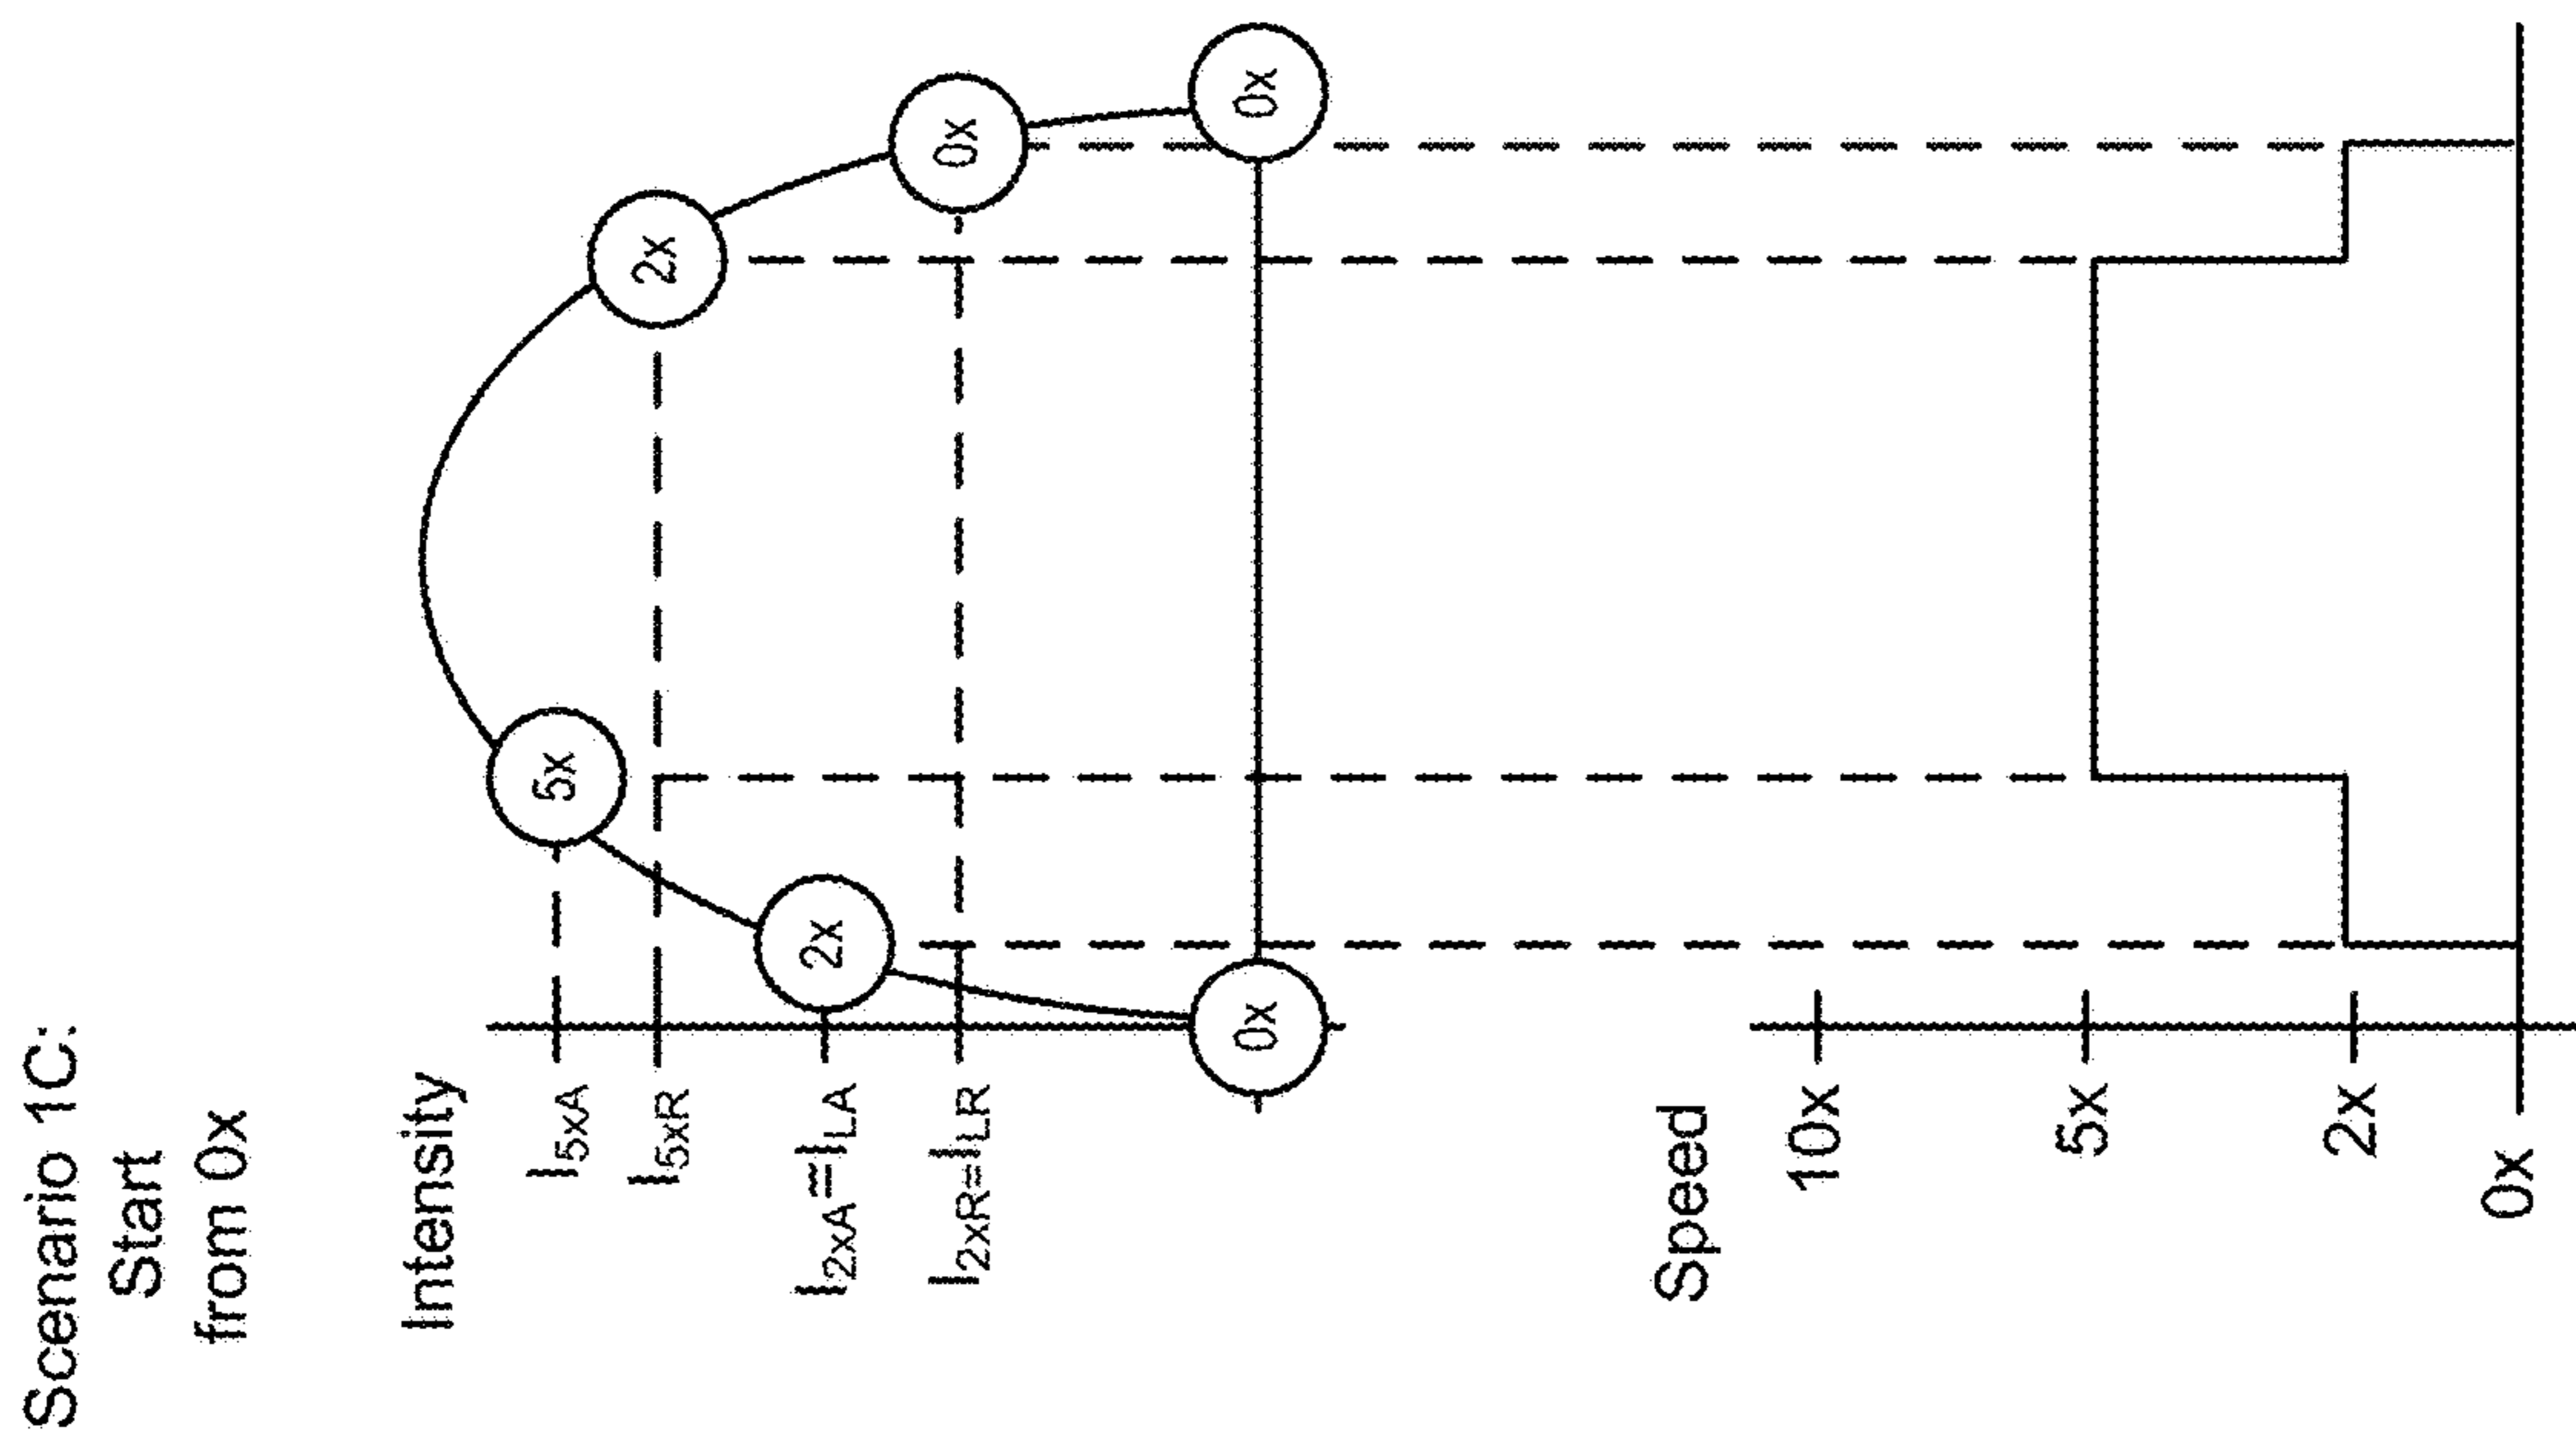 Scenario 1C:
Start
from 0x
Intensity
I5xA
I5xR
I2xA=ILA
I2xR=ILR
0x
2x
5x
2x
0x
0x
Speed
10x
5x
2x
0x